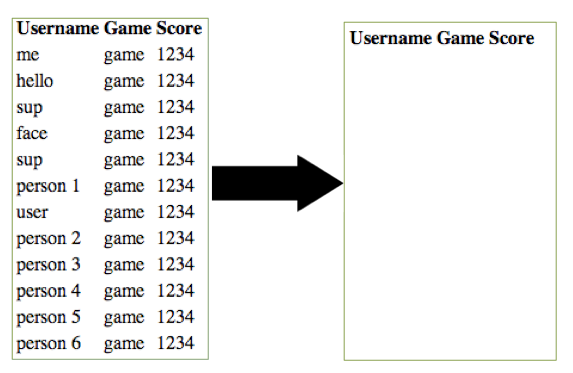 Username Game Score
me game 1234
hello game 1234
sup game 1234
face game 1234
sup game 1234
person 1 game 1234
user game 1234
person 2 game 1234
person 3 game 1234
person 4 game 1234
person 5 game 1234
person 6 game 1234
Username Game Score